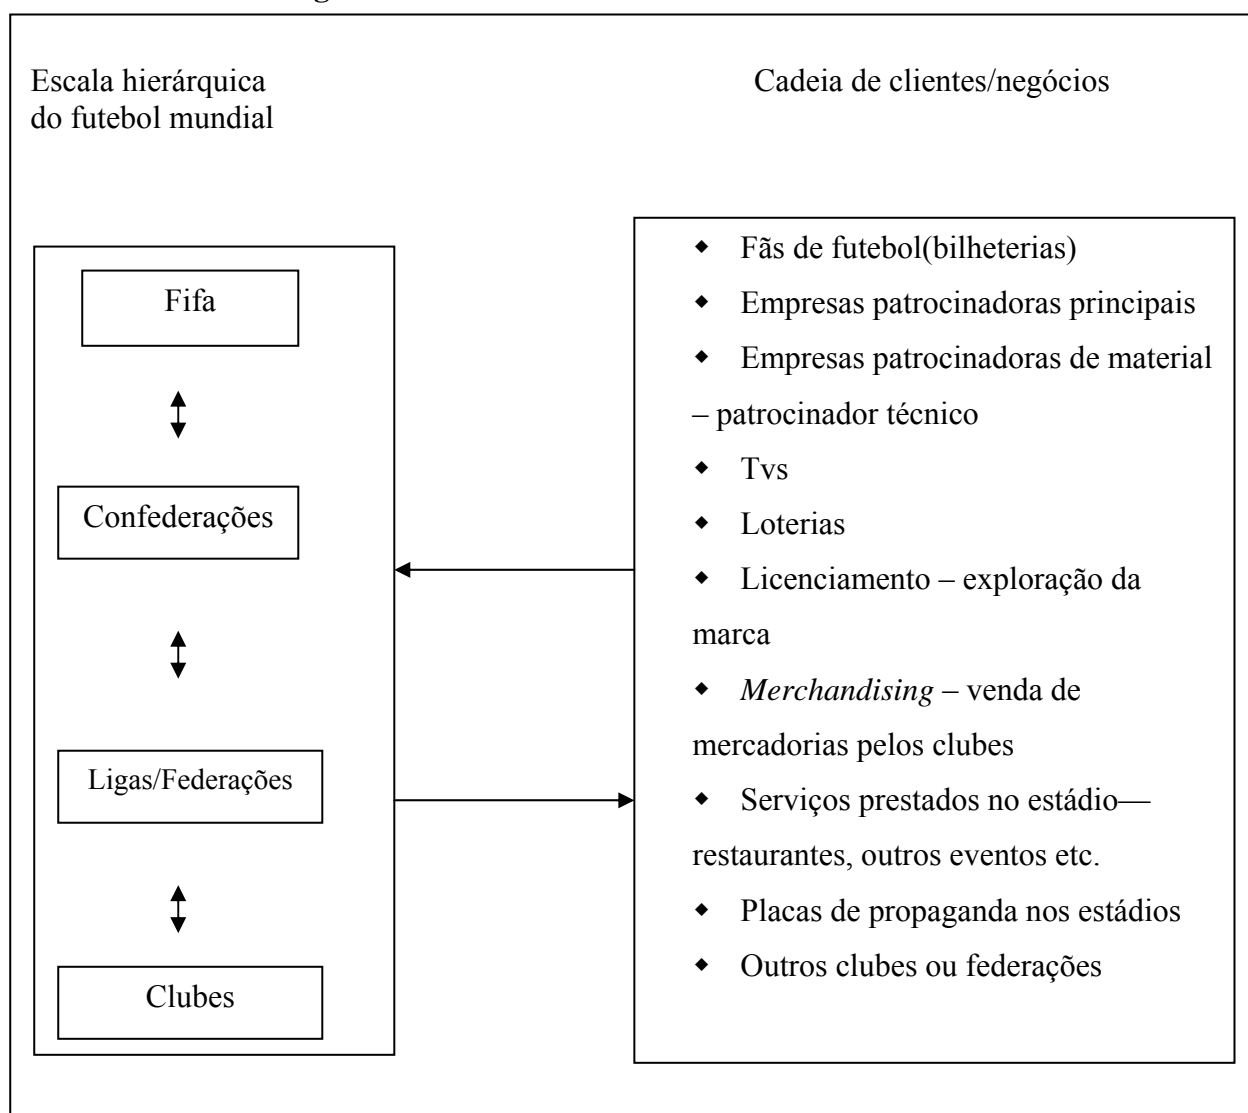 Escala hierárquica
do futebol mundial
Cadeia de clientes/negócios
Fifa
Confederações
Ligas/Federações
Clubes
◆ Fãs de futebol(bilheterias)
◆ Empresas patrocinadoras principais
◆ Empresas patrocinadoras de material
– patrocinador técnico
◆ Tvs
◆ Loterias
◆ Licenciamento – exploração da
marca
◆ Merchandising – venda de
mercadorias pelos clubes
◆ Serviços prestados no estádio—
restaurantes, outros eventos etc.
◆ Placas de propaganda nos estádios
◆ Outros clubes ou federações